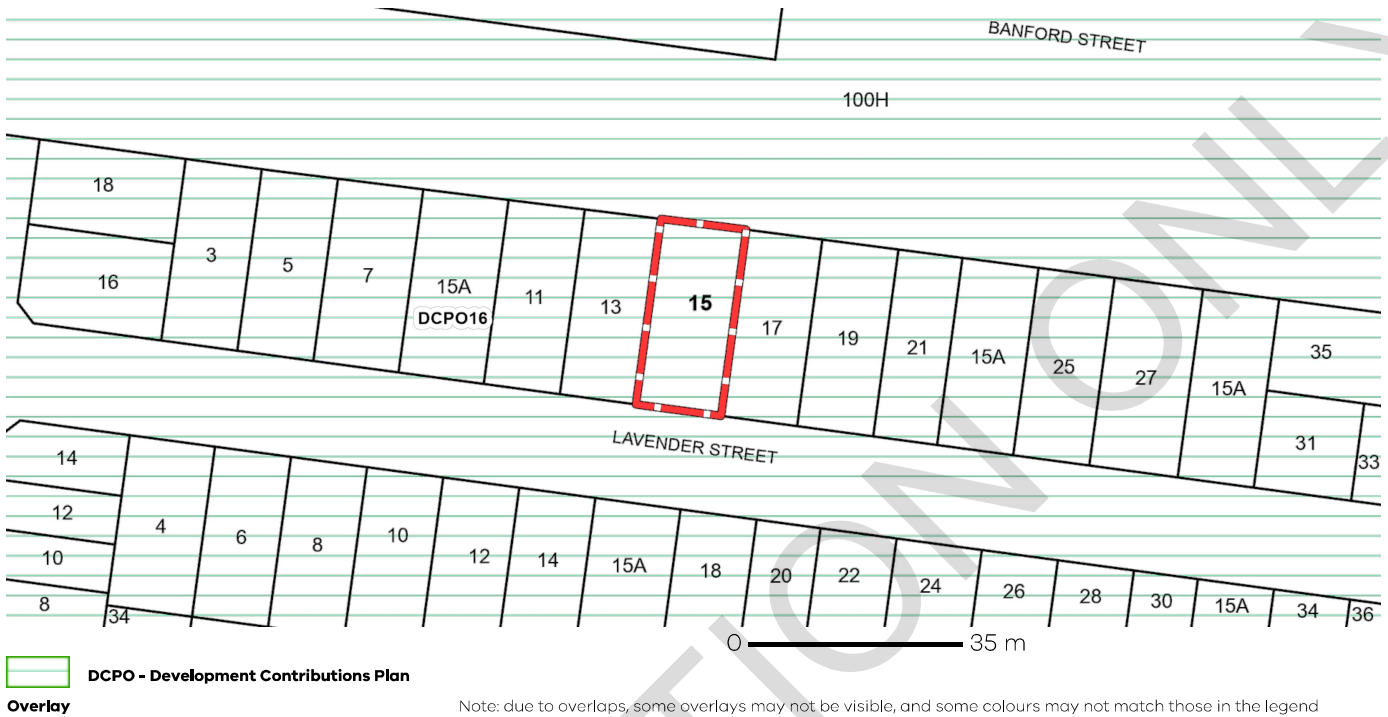 BANFORD STREET
100H
18
16
3
5
7
15A
DCPO16
11
13
15
17
19
21
15A
25
27
15A
35
31
33
LAVENDER STREET
14
12
10
8
34
4
6
8
10
12
14
15A
18
20
22
24
26
28
30
15A
34
36
0 35 m
DCPO - Development Contributions Plan
Overlay
Note: due to overlaps, some overlays may not be visible, and some colours may not match those in the legend
TION ONLY